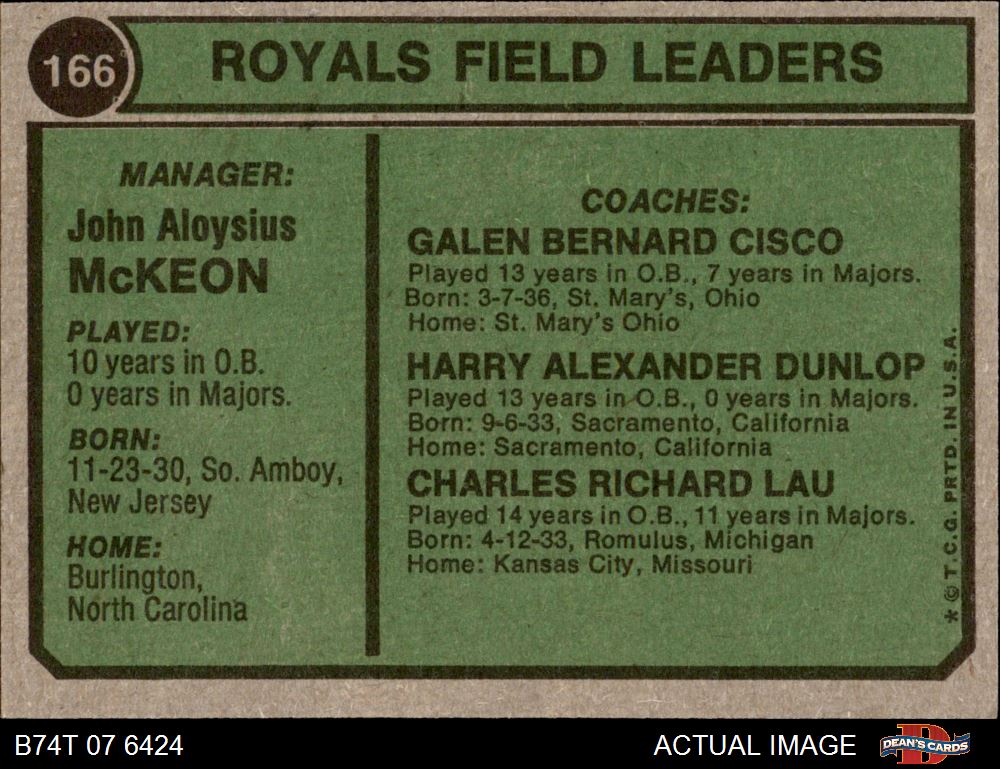 166
ROYALS FIELD LEADERS
MANAGER:
John Aloysius
McKEON
PLAYED:
10 years in O.B.
0 years in Majors.
BORN:
11-23-30, So. Amboy,
New Jersey
HOME:
Burlington,
North Carolina
COACHES:
GALEN BERNARD CISCO
Played 13 years in O.B., 7 years in Majors.
Born: 3-7-36, St. Mary's, Ohio
Home: St. Mary's Ohio
HARRY ALEXANDER DUNLOP
Played 13 years in O.B., 0 years in Majors.
Born: 9-6-33, Sacramento, California
Home: Sacramento, California
CHARLES RICHARD LAU
Played 14 years in O.B., 11 years in Majors.
Born: 4-12-33, Romulus, Michigan
Home: Kansas City, Missouri
* © T.C.G. PRTD. IN U.S.A.
B74T 07 6424
ACTUAL IMAGE
D
DEAN'S CARDS